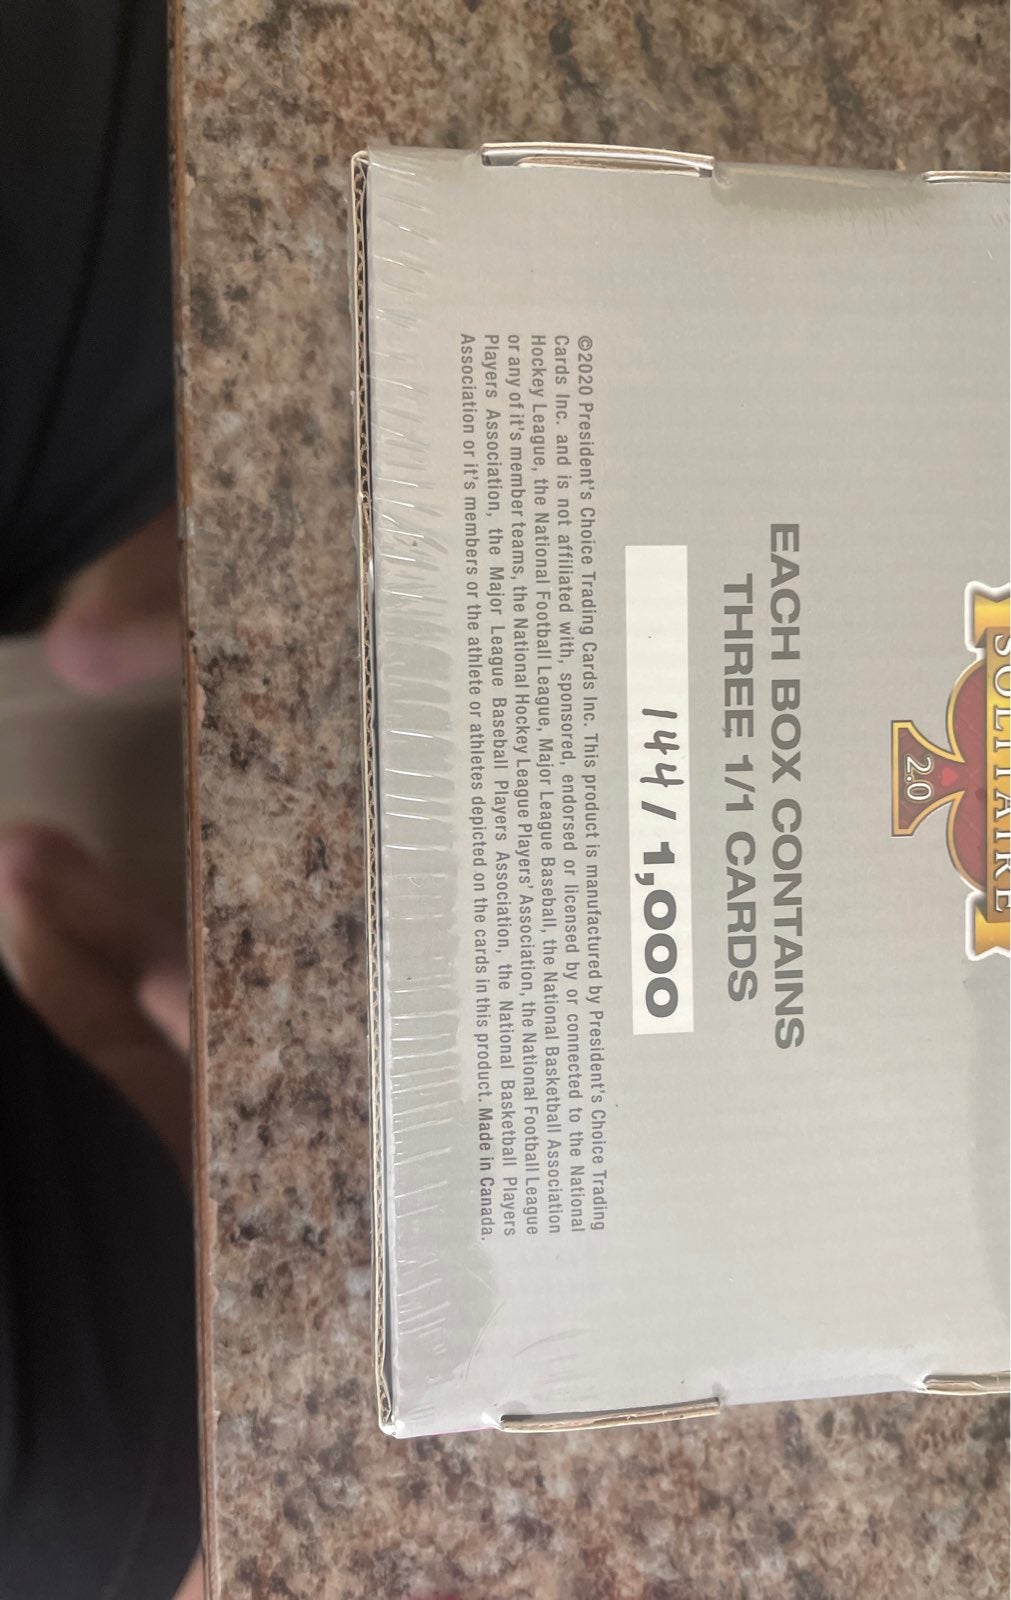 SOLITAIRE
2.0
EACH BOX CONTAINS
THREE 1/1 CARDS
144 / 1,000
©2020 President's Choice Trading Cards Inc. This product is manufactured by President's Choice Trading
Cards Inc. and is not affiliated with, sponsored, endorsed or licensed by or connected to the National
Hockey League, the National Football League, Major League Baseball, the National Basketball Association
or any of it's member teams, the National Hockey League Players' Association, the National Football League
Players Association, the Major League Baseball Players Association, the National Basketball Players
Association or it's members or the athlete or athletes depicted on the cards in this product. Made in Canada.